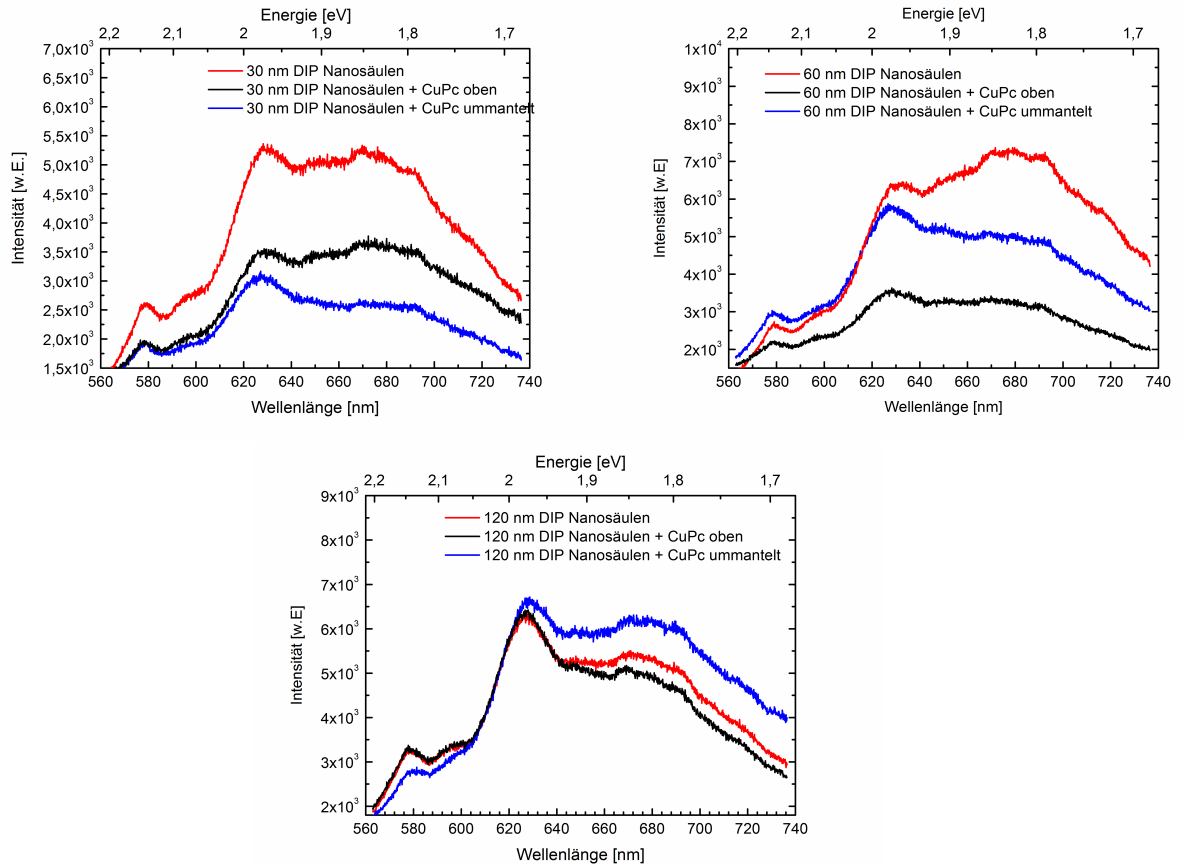 Energie [eV]
2,2 2,1 2 1,9 1,8 1,7
7,0x10³
6,5x10³
6,0x10³
5,5x10³
5,0x10³
4,5x10³
4,0x10³
3,5x10³
3,0x10³
2,5x10³
2,0x10³
1,5x10³
Intensität [w.E.]
30 nm DIP Nanosäulen
30 nm DIP Nanosäulen + CuPc oben
30 nm DIP Nanosäulen + CuPc ummantelt
560 580 600 620 640 660 680 700 720 740
Wellenlänge [nm]
Energie [eV]
2,2 2,1 2 1,9 1,8 1,7
1x10⁴
9x10³
8x10³
7x10³
6x10³
5x10³
4x10³
3x10³
2x10³
Intensität [w.E]
60 nm DIP Nanosäulen
60 nm DIP Nanosäulen + CuPc oben
60 nm DIP Nanosäulen + CuPc ummantelt
560 580 600 620 640 660 680 700 720 740
Wellenlänge [nm]
Energie [eV]
2,2 2,1 2 1,9 1,8 1,7
9x10³
8x10³
7x10³
6x10³
5x10³
4x10³
3x10³
2x10³
Intensität [w.E]
120 nm DIP Nanosäulen
120 nm DIP Nanosäulen + CuPc oben
120 nm DIP Nanosäulen + CuPc ummantelt
560 580 600 620 640 660 680 700 720 740
Wellenlänge [nm]